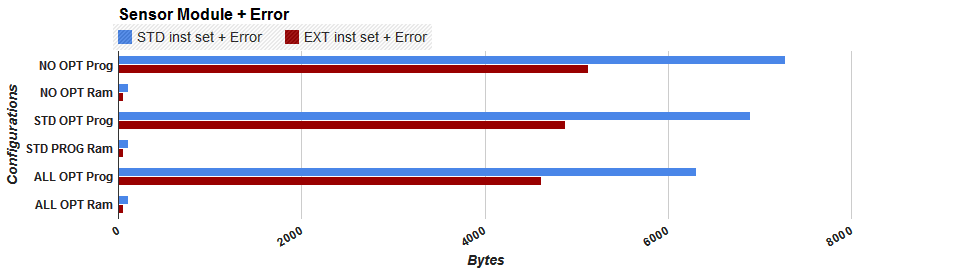 Sensor Module + Error
STD inst set + Error EXT inst set + Error
Configurations
NO OPT Prog
NO OPT Ram
STD OPT Prog
STD PROG Ram
ALL OPT Prog
ALL OPT Ram
0 2000 4000 6000 8000
Bytes